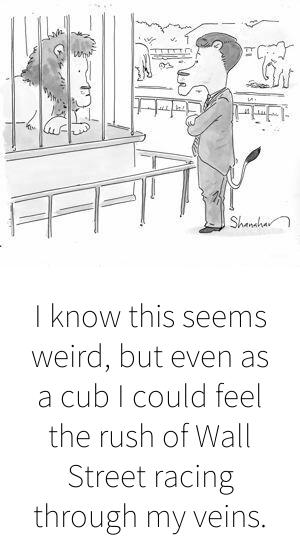 Shanahan
I know this seems
weird, but even as
a cub I could feel
the rush of Wall
Street racing
through my veins.